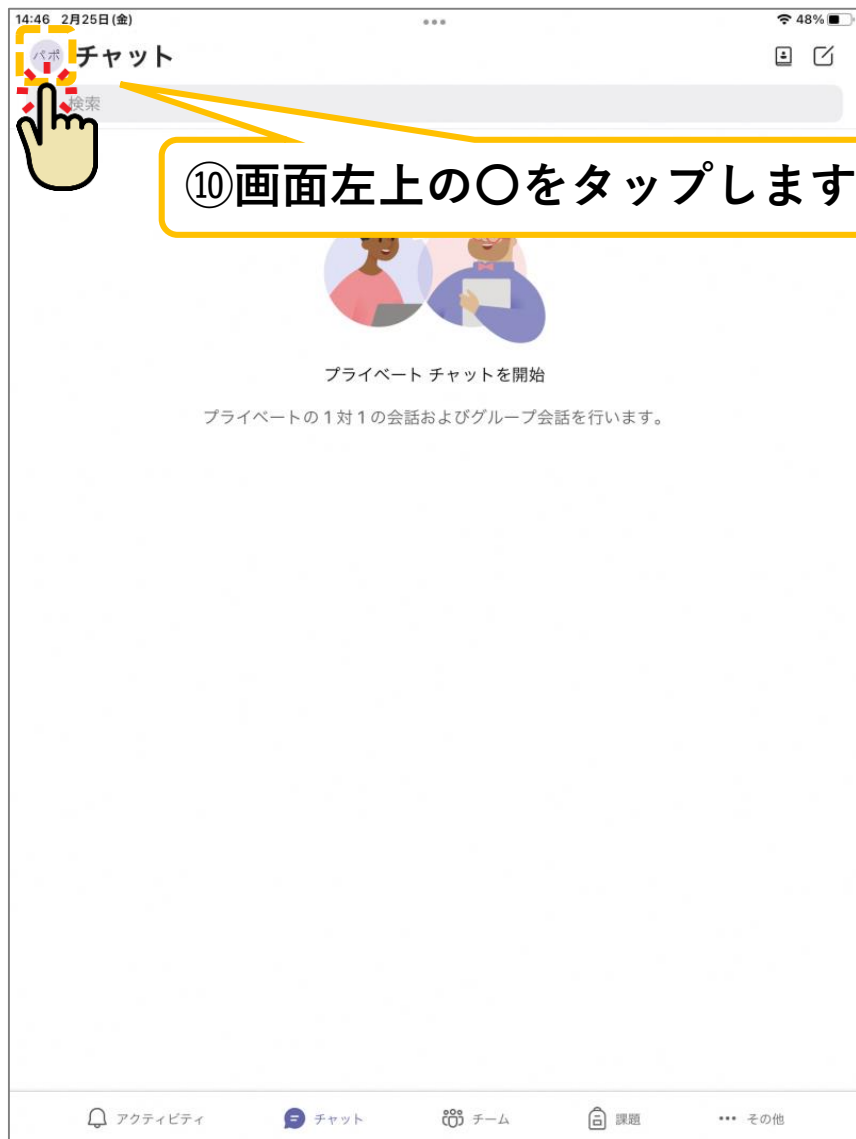 14:46 2月25日(金)
48%
パポ チャット
検索
⑩画面左上の〇をタップします
プライベート チャットを開始
プライベートの1対1の会話およびグループ会話を行います。
アクティビティ チャット チーム 課題 その他